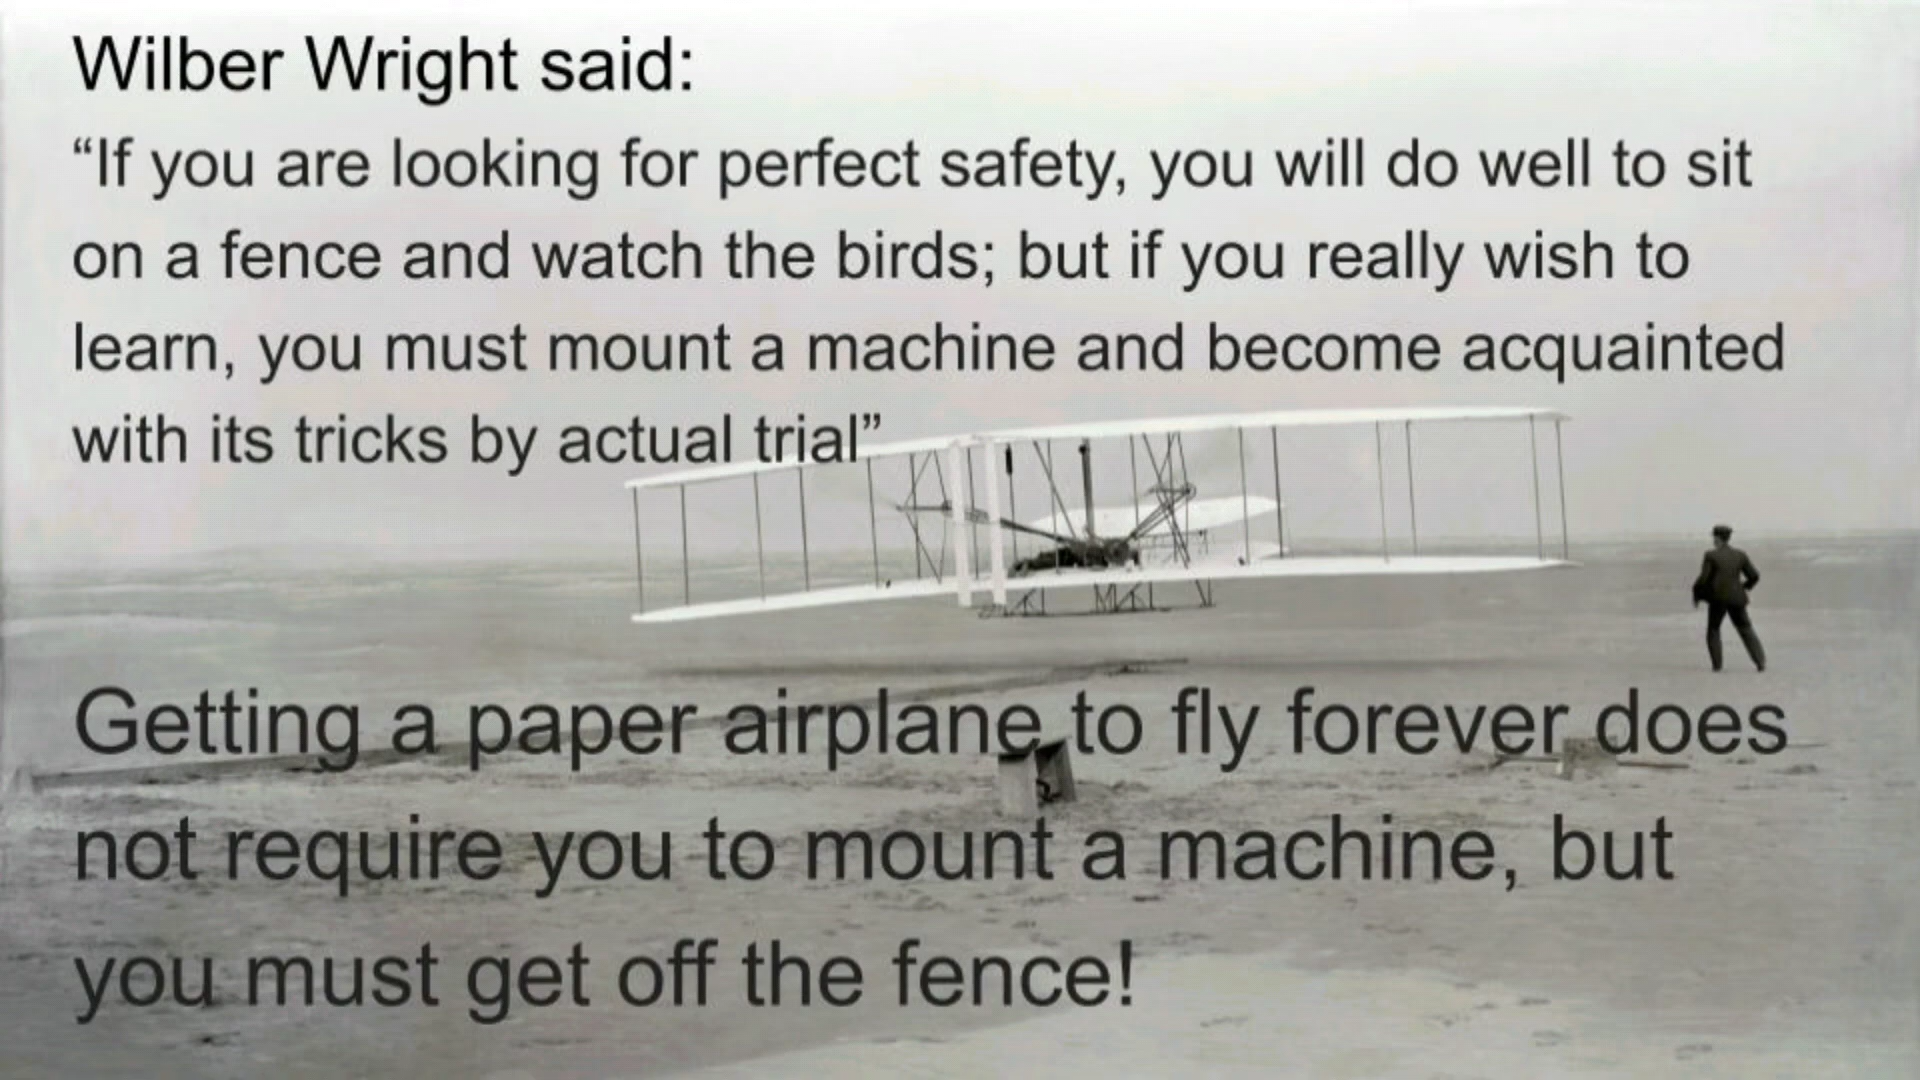 Wilber Wright said:
“If you are looking for perfect safety, you will do well to sit
on a fence and watch the birds; but if you really wish to
learn, you must mount a machine and become acquainted
with its tricks by actual trial”
Getting a paper airplane to fly forever does
not require you to mount a machine, but
you must get off the fence!